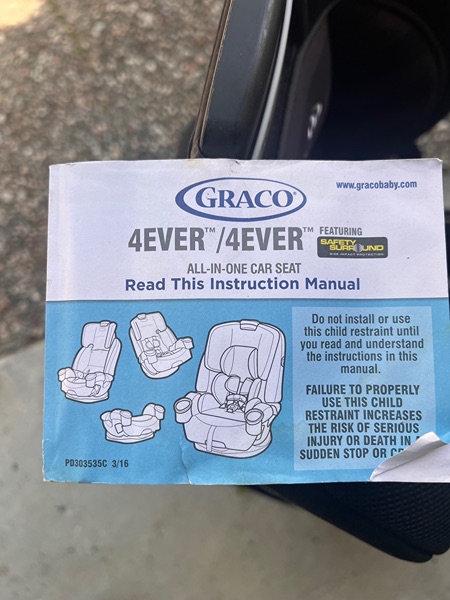 GRACO®
www.gracobaby.com
4EVER™/4EVER™ FEATURING
SAFETY SURROUND
SIDE IMPACT PROTECTION
ALL-IN-ONE CAR SEAT
Read This Instruction Manual
Do not install or use
this child restraint until
you read and understand
the instructions in this
manual.
FAILURE TO PROPERLY
USE THIS CHILD
RESTRAINT INCREASES
THE RISK OF SERIOUS
INJURY OR DEATH IN
SUDDEN STOP OR
PD303535C 3/16